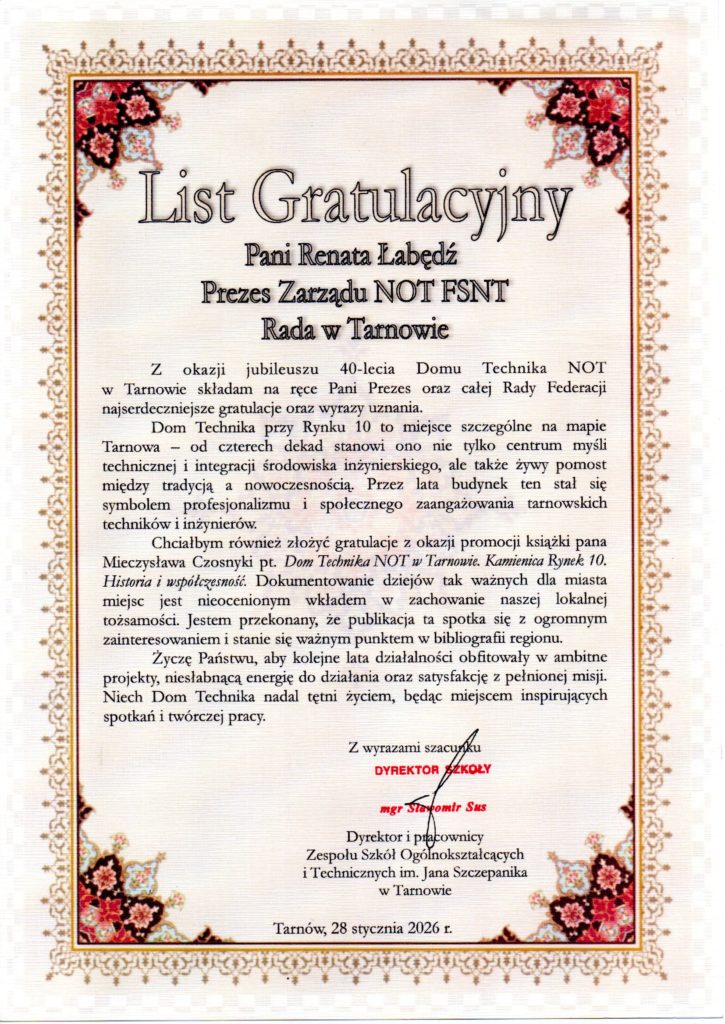 List Gratulacyjny
Pani Renata Łabędź
Prezes Zarządu NOT FSNT
Rada w Tarnowie
Z okazji jubileuszu 40-lecia Domu Technika NOT
w Tarnowie składam na ręce Pani Prezes oraz całej Rady Federacji
najserdeczniejsze gratulacje oraz wyrazy uznania.
Dom Technika przy Rynku 10 to miejsce szczególne na mapie
Tarnowa – od czterech dekad stanowi ono nie tylko centrum myśli
technicznej i integracji środowiska inżynierskiego, ale także żywy pomost
między tradycją a nowoczesnością. Przez lata budynek ten stał się
symbolem profesjonalizmu i społecznego zaangażowania tarnowskich
techników i inżynierów.
Chciałbym również złożyć gratulacje z okazji promocji książki pana
Mieczysława Czosnyki pt. Dom Technika NOT w Tarnowie. Kamienica Rynek 10.
Historia i współczesność. Dokumentowanie dziejów tak ważnych dla miasta
miejsc jest nieocenionym wkładem w zachowanie naszej lokalnej
tożsamości. Jestem przekonany, że publikacja ta spotka się z ogromnym
zainteresowaniem i stanie się ważnym punktem w bibliografii regionu.
Życzę Państwu, aby kolejne lata działalności obfitowały w ambitne
projekty, niesłabnącą energię do działania oraz satysfakcję z pełnionej misji.
Niech Dom Technika nadal tętni życiem, będąc miejscem inspirujących
spotkań i twórczej pracy.
Z wyrazami szacunku
DYREKTOR SZKOŁY
mgr Sławomir Sus
Dyrektor i pracownicy
Zespołu Szkół Ogólnokształcących
i Technicznych im. Jana Szczepanika
w Tarnowie
Tarnów, 28 stycznia 2026 r.